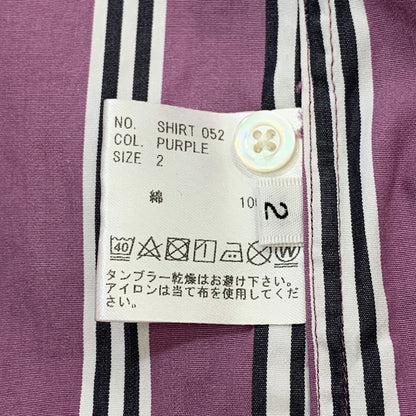 NO. SHIRT 052
COL. PURPLE
SIZE 2
綿 10
2
40
タンブラー乾燥はお避け下さい。
アイロンは当て布を使用してくだ
さい。